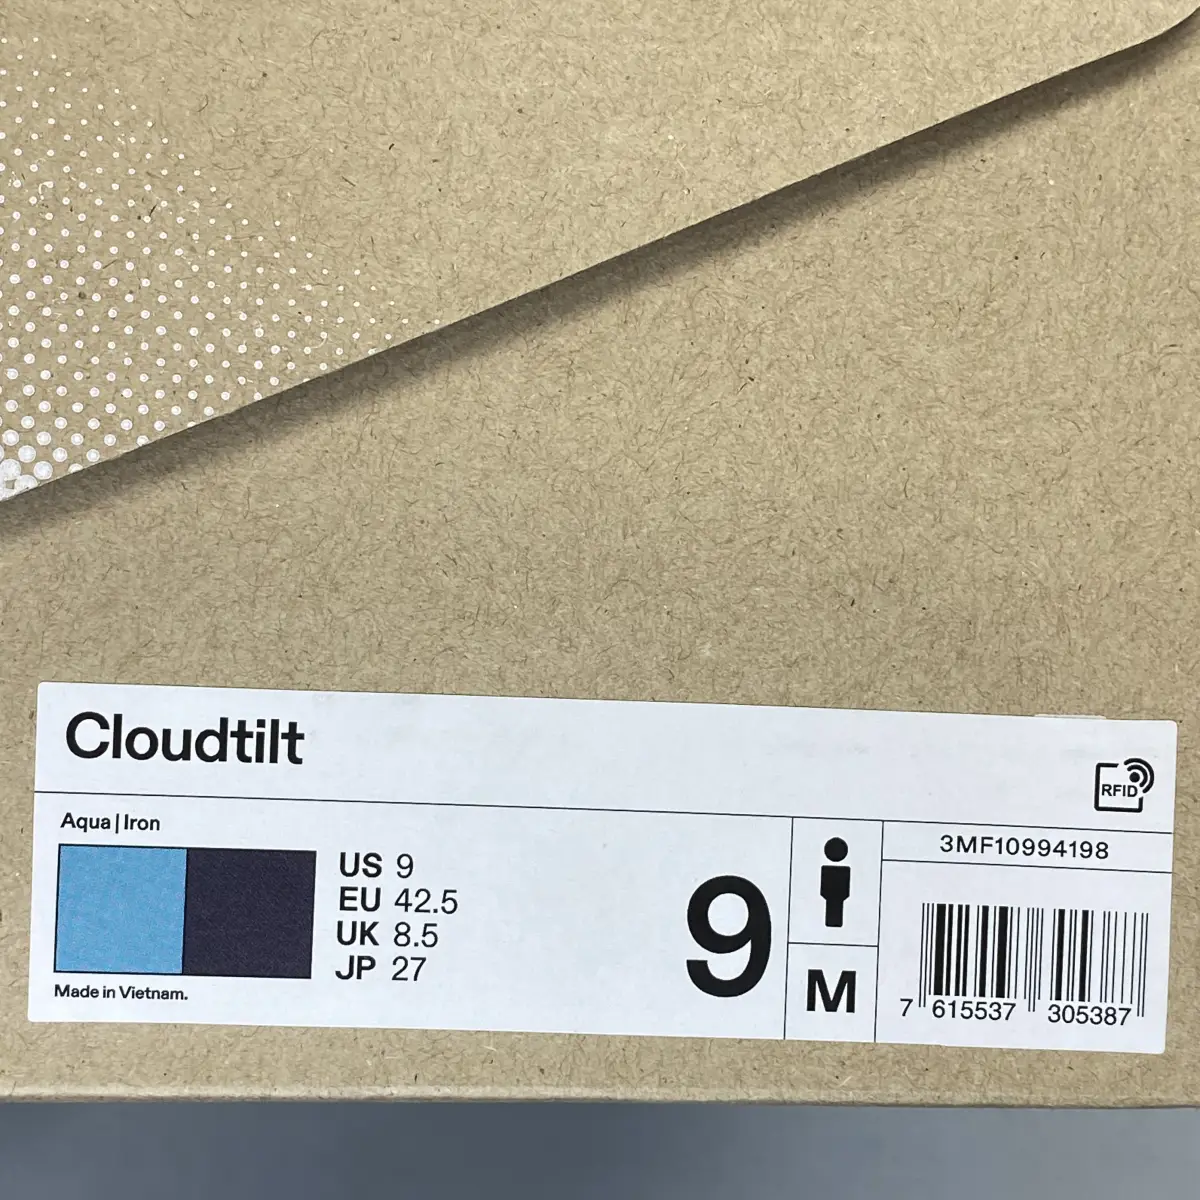 Cloudtilt
RFID
Aqua | Iron
US 9
EU 42.5
UK 8.5
JP 27
Made in Vietnam.
9
M
3MF10994198
7 615537 305387